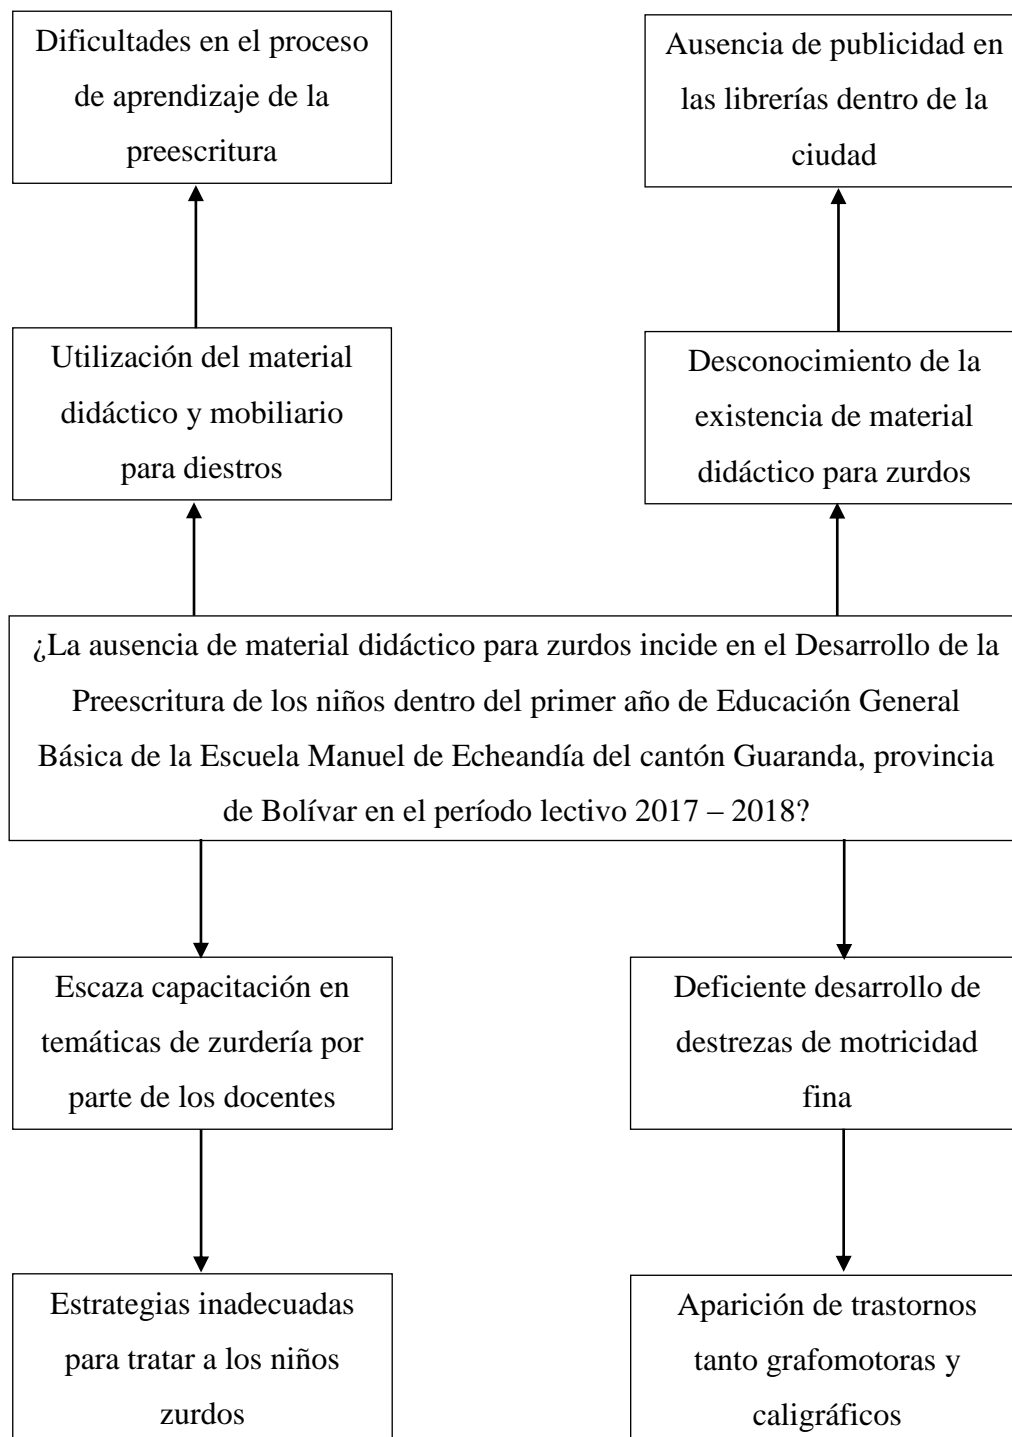 Dificultades en el proceso
de aprendizaje de la
preescritura
Ausencia de publicidad en
las librerías dentro de la
ciudad
Utilización del material
didáctico y mobiliario
para diestros
Desconocimiento de la
existencia de material
didáctico para zurdos
¿La ausencia de material didáctico para zurdos incide en el Desarrollo de la
Preescritura de los niños dentro del primer año de Educación General
Básica de la Escuela Manuel de Echeandía del cantón Guaranda, provincia
de Bolívar en el período lectivo 2017 – 2018?
Escaza capacitación en
temáticas de zurdería por
parte de los docentes
Deficiente desarrollo de
destrezas de motricidad
fina
Estrategias inadecuadas
para tratar a los niños
zurdos
Aparición de trastornos
tanto grafomotoras y
caligráficos